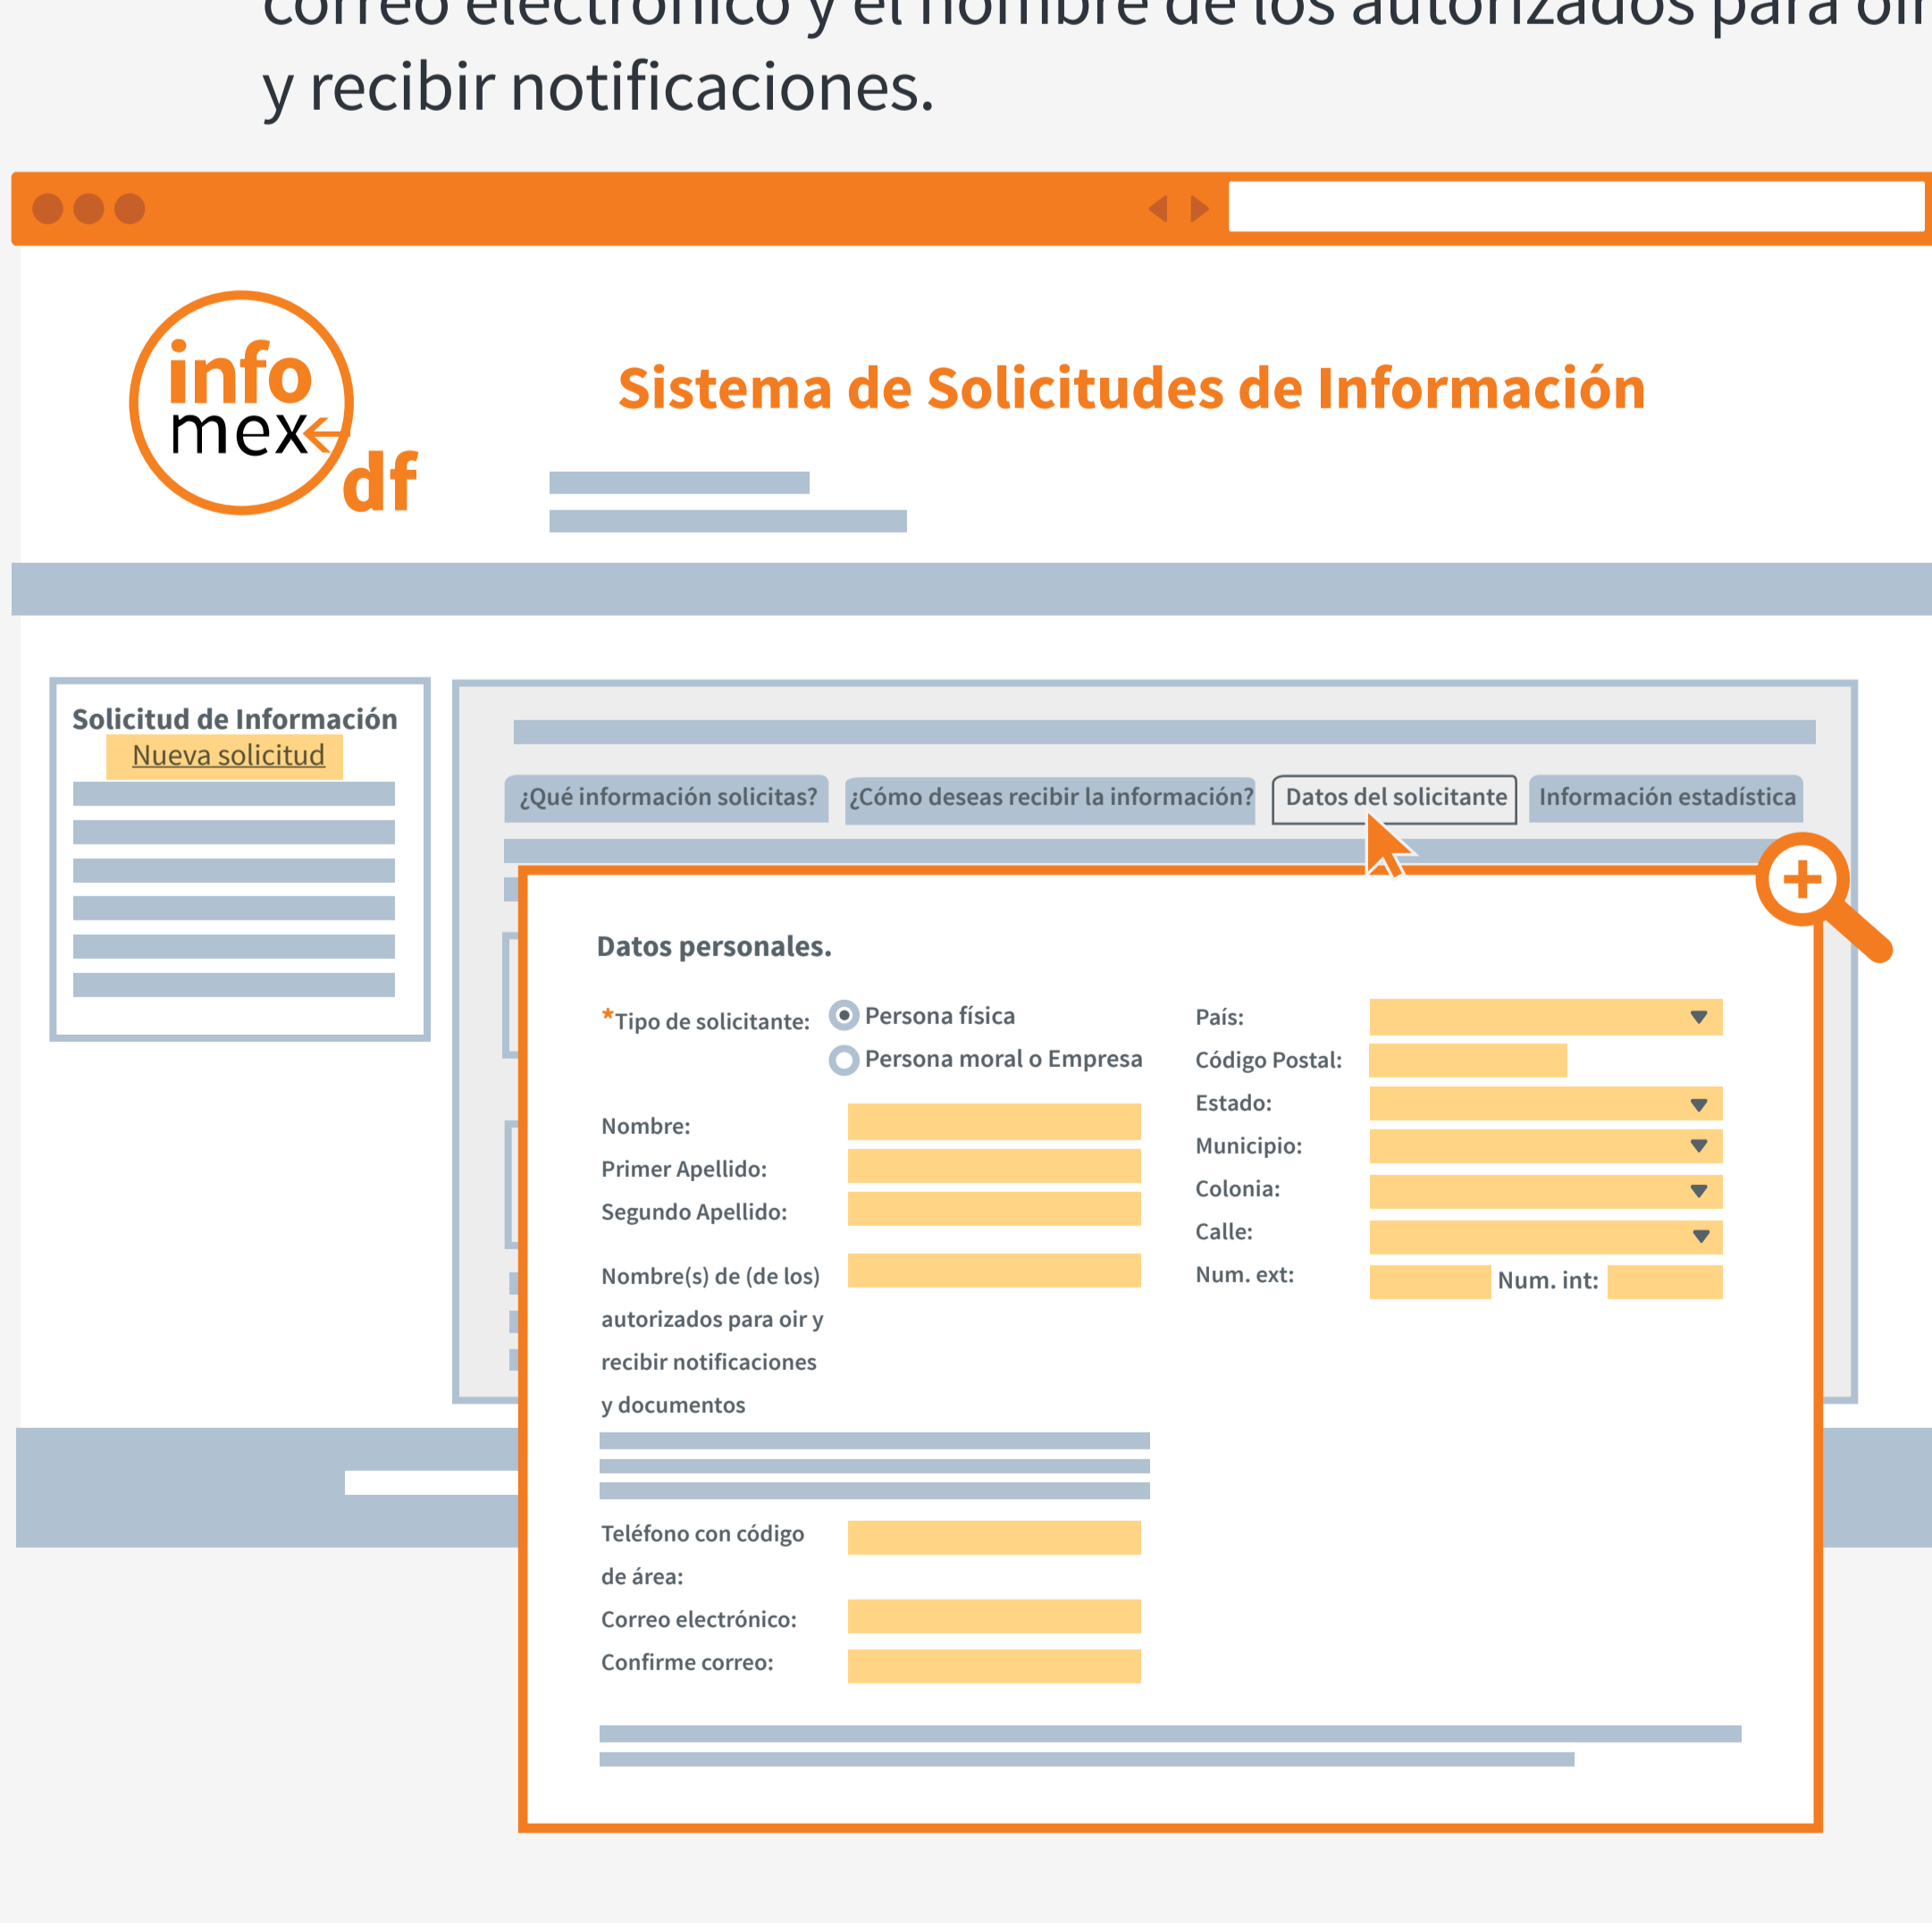 correo electrónico y el nombre de los autorizados para oir
y recibir notificaciones.
info
mex
df
Sistema de Solicitudes de Información
Solicitud de Información
Nueva solicitud
¿Qué información solicitas?
¿Cómo deseas recibir la información?
Datos del solicitante
Información estadística
Datos personales.
*Tipo de solicitante:
Persona física
Persona moral o Empresa
Nombre:
Primer Apellido:
Segundo Apellido:
Nombre(s) de (de los)
autorizados para oir y
recibir notificaciones
y documentos
Teléfono con código
de área:
Correo electrónico:
Confirme correo:
País:
Código Postal:
Estado:
Municipio:
Colonia:
Calle:
Num. ext:
Num. int: